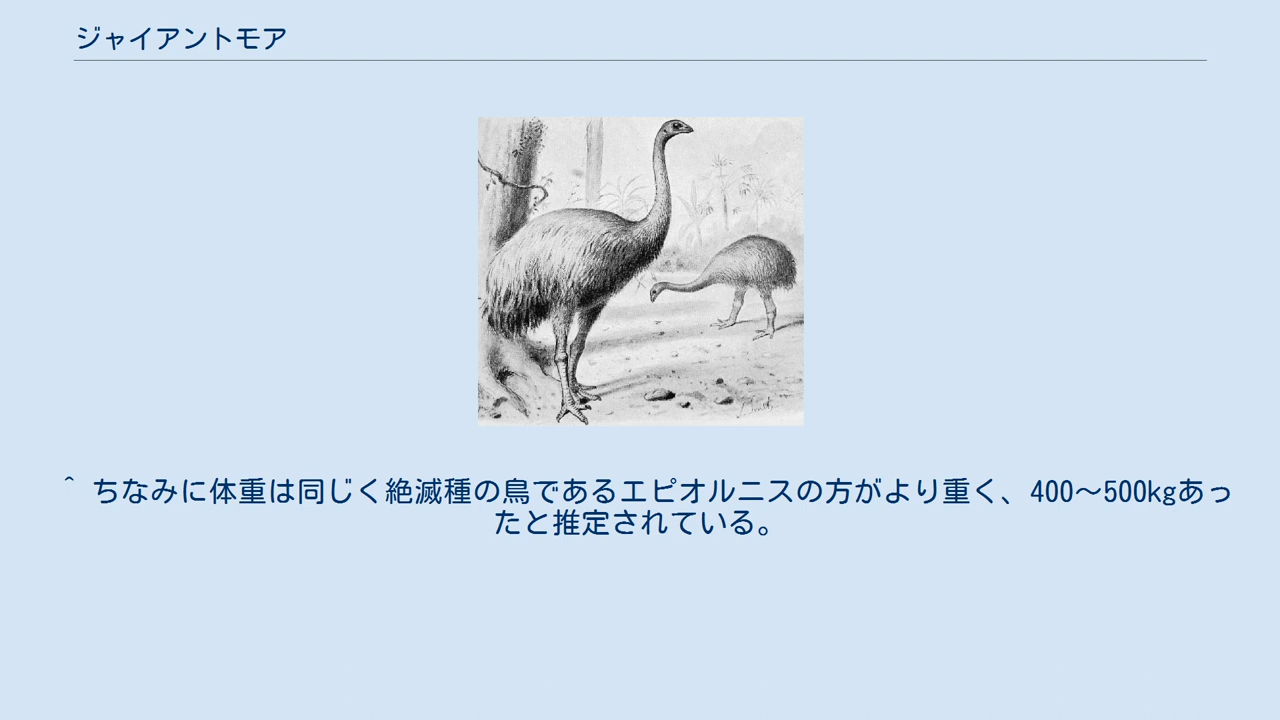 ジャイアントモア
^ ちなみに体重は同じく絶滅種の鳥であるエピオルニスの方がより重く、400〜500kgあっ
たと推定されている。